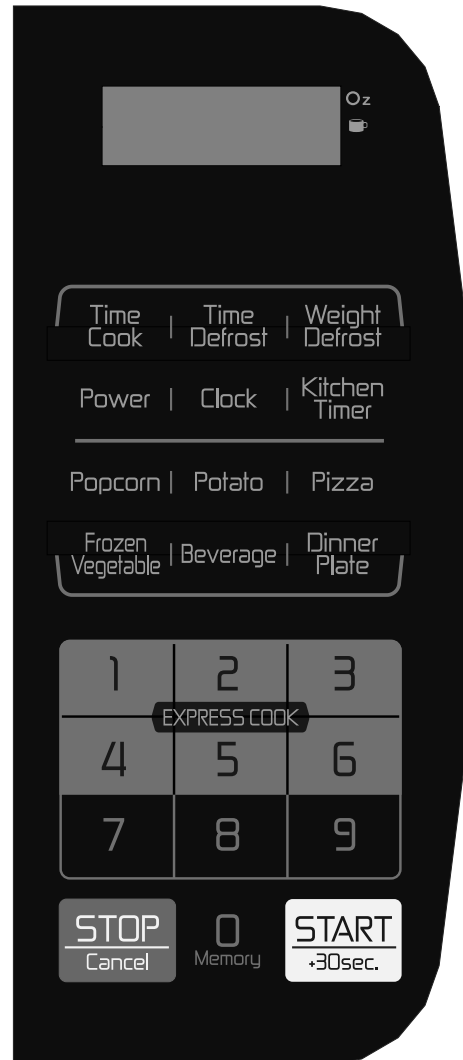 Oz
Time Cook | Time Defrost | Weight Defrost
Power | Clock | Kitchen Timer
Popcorn | Potato | Pizza
Frozen Vegetable | Beverage | Dinner Plate
1 2 3
EXPRESS COOK
4 5 6
7 8 9
STOP 0 START
Cancel Memory +30sec.